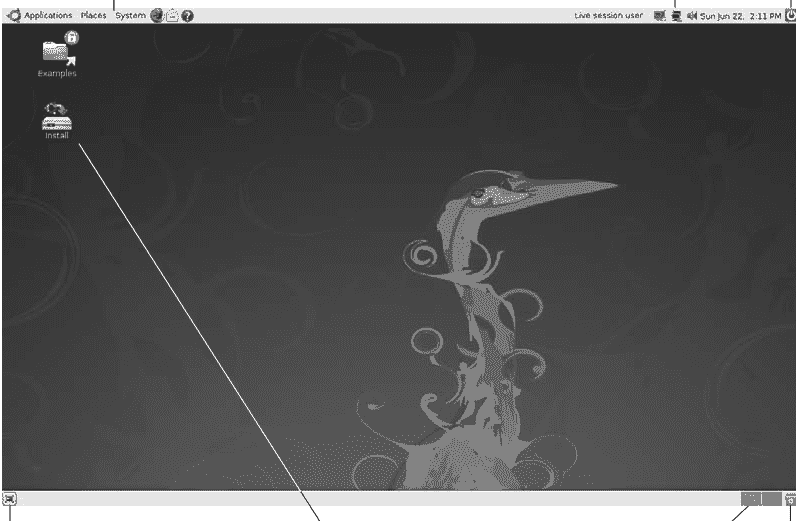 Applications Places System
Live session user Sun Jun 22, 2:11 PM
Examples
Install